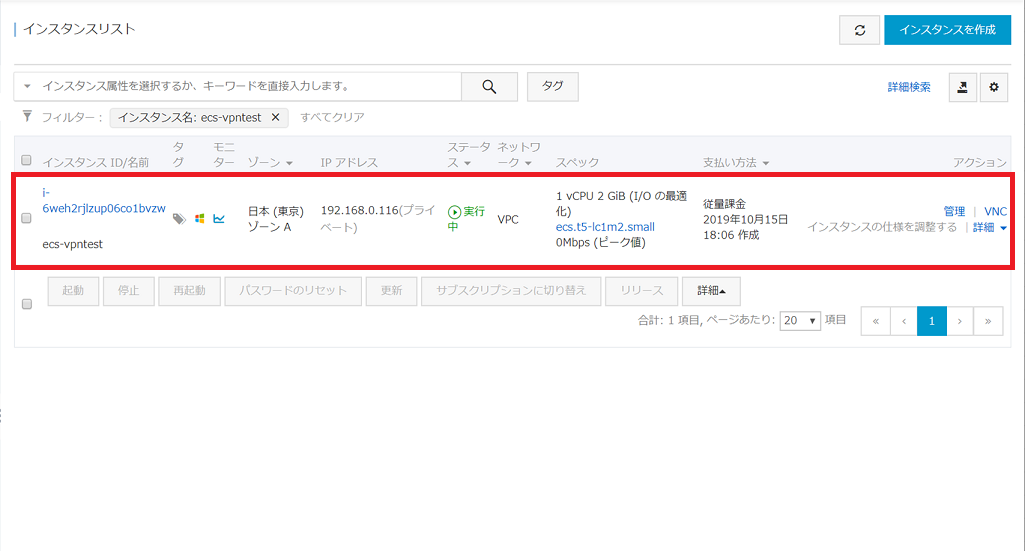 インスタンスリスト
インスタンスを作成
インスタンス属性を選択するか、キーワードを直接入力します。
タグ
詳細検索
フィルター :
インスタンス名: ecs-vpntest ✕
すべてクリア
インスタンス ID/名前
タグ
モニター
ゾーン
IP アドレス
ステータス
ネットワーク
スペック
支払い方法
アクション
i-
6weh2rjlzup06co1bvzw
ecs-vpntest
日本 (東京)
ゾーン A
192.168.0.116(プライ
ベート)
実行
中
VPC
1 vCPU 2 GiB (I/O の最適
化)
ecs.t5-lc1m2.small
0Mbps (ピーク値)
従量課金
2019年10月15日
18:06 作成
管理 | VNC
インスタンスの仕様を調整する | 詳細
起動
停止
再起動
パスワードのリセット
更新
サブスクリプションに切り替え
リリース
詳細
合計: 1 項目, ページあたり: 20 項目
« ‹ 1 › »